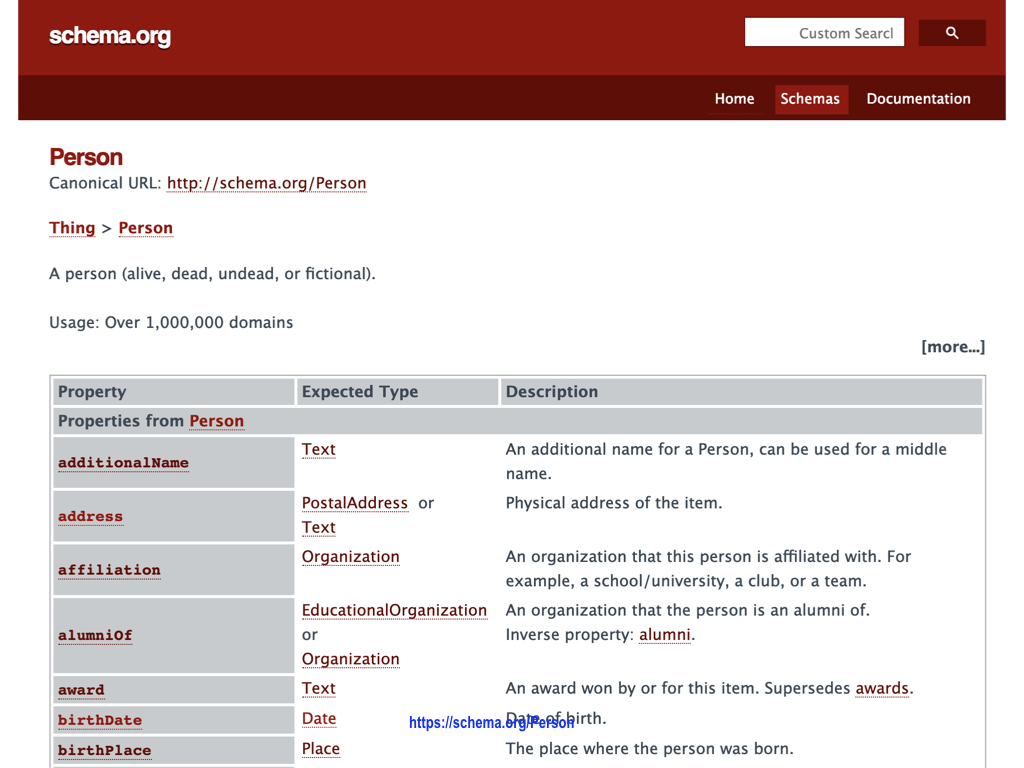 schema.org
Custom Search
Home Schemas Documentation
Person
Canonical URL: http://schema.org/Person
Thing > Person
A person (alive, dead, undead, or fictional).
Usage: Over 1,000,000 domains
[more...]
Property Expected Type Description
Properties from Person
additionalName Text An additional name for a Person, can be used for a middle
name.
address PostalAddress or Physical address of the item.
Text
affiliation Organization An organization that this person is affiliated with. For
example, a school/university, a club, or a team.
alumniOf EducationalOrganization An organization that the person is an alumni of.
or Inverse property: alumni.
Organization
award Text An award won by or for this item. Supersedes awards.
birthDate Date Date of birth.
https://schema.org/Person
birthPlace Place The place where the person was born.